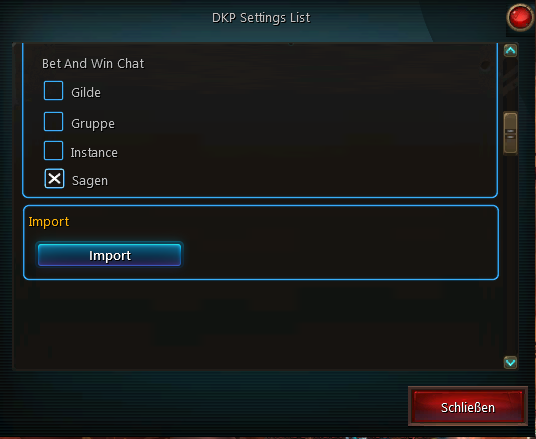 DKP Settings List
Bet And Win Chat
Gilde
Gruppe
Instance
Sagen
Import
Import
Schließen